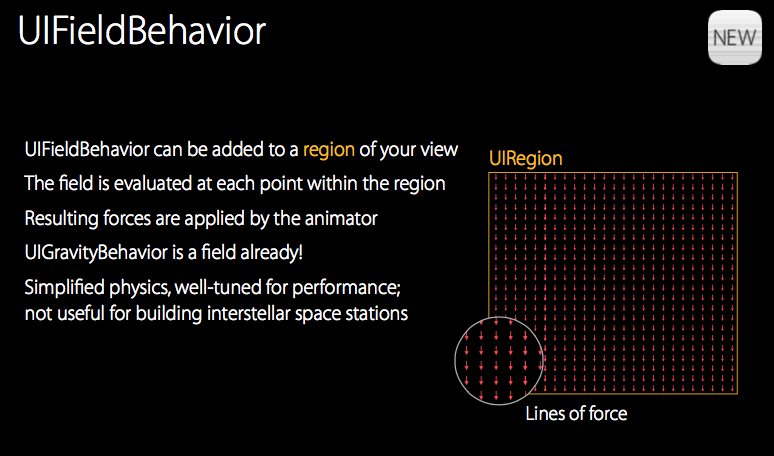 UIFieldBehavior
NEW
UIFieldBehavior can be added to a region of your view
The field is evaluated at each point within the region
Resulting forces are applied by the animator
UIGravityBehavior is a field already!
Simplified physics, well-tuned for performance;
not useful for building interstellar space stations
UIRegion
Lines of force